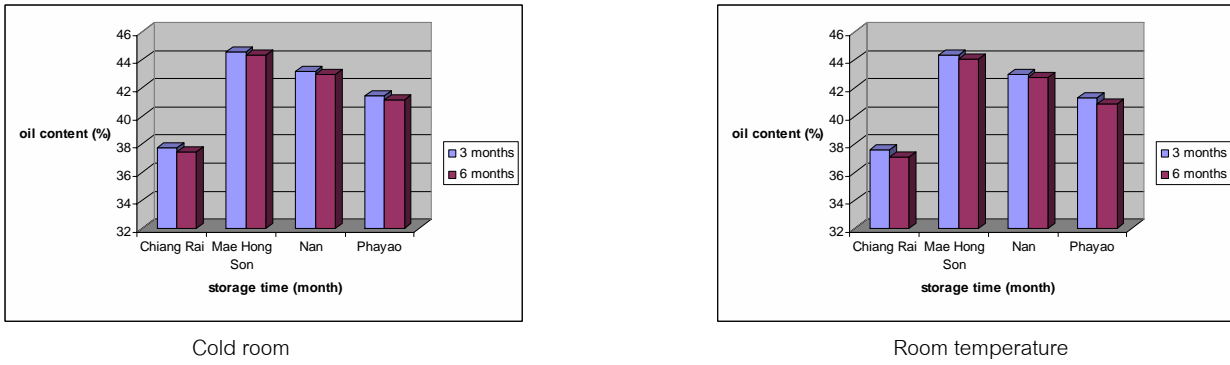 46
44
42
40
38
36
34
32
oil content (%)
Chiang Rai Mae Hong Son Nan Phayao
storage time (month)
3 months
6 months
Cold room
46
44
42
40
38
36
34
32
oil content (%)
Chiang Rai Mae Hong Son Nan Phayao
storage time (month)
3 months
6 months
Room temperature